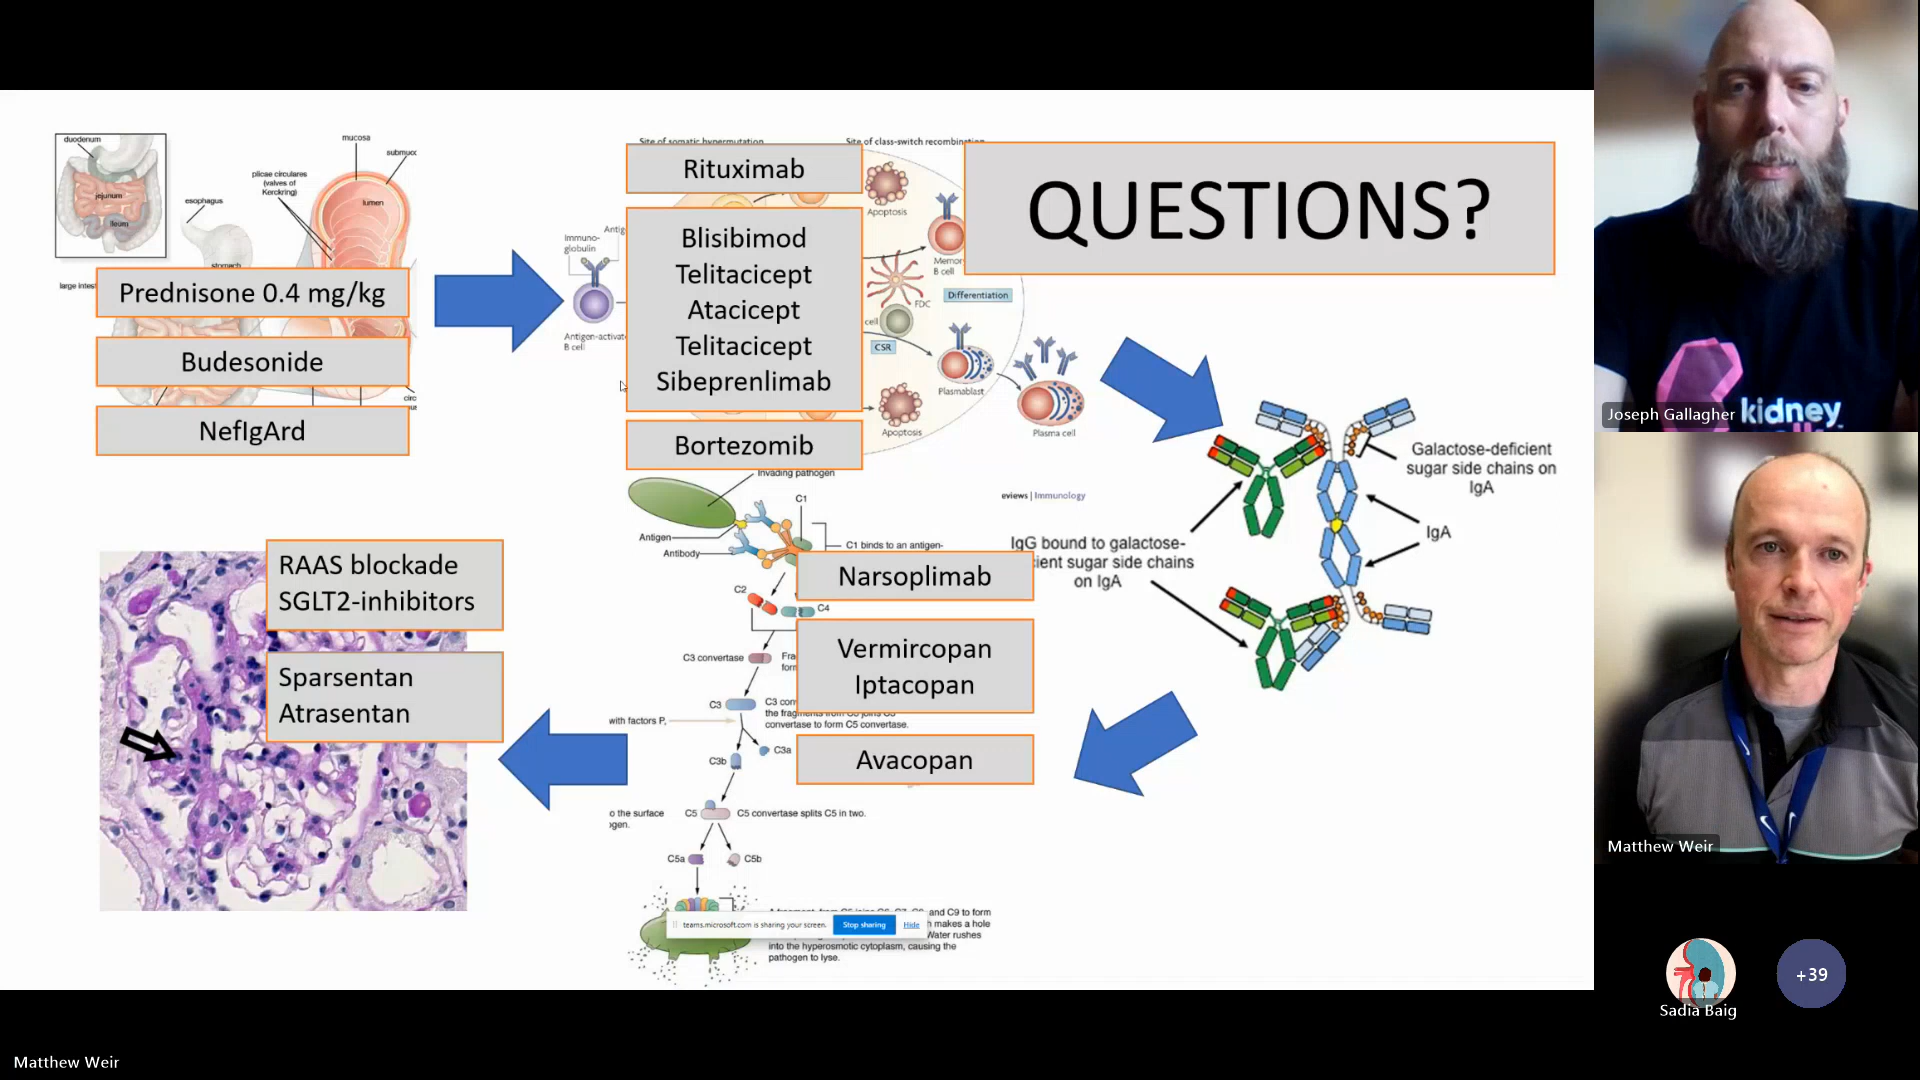 duodenum
jejunum
ileum
esophagus
stomach
large intes
mucosa
submuc
plicae circulares
(valves of
Kerckring)
lumen
circ
Prednisone 0.4 mg/kg
Budesonide
NefIgArd
Site of somatic hypermutation
Site of class-switch recombination
Immuno-
globulin
Antig
Antigen-activat
B cell
Rituximab
Blisibimod
Telitacicept
Atacicept
Telitacicept
Sibeprenlimab
Bortezomib
Apoptosis
Memor
B cell
FDC
Differentiation
cell
CSR
Plasmablast
Plasma cell
Apoptosis
eviews | Immunology
QUESTIONS?
Galactose-deficient
sugar side chains on
IgA
IgA
IgG bound to galactose-
cient sugar side chains
on IgA
Invading pathogen
C1
Antigen
Antibody
C1 binds to an antigen-
C2
C4
C3 convertase
Fra
form
C3
C3 con
the fragments from C3 joins C3
convertase to form C5 convertase.
with factors P,
C3a
C3b
o the surface
ogen.
C5
C5 convertase splits C5 in two.
C5a
C5b
and C9 to form
h makes a hole
Water rushes
into the hyperosmotic cytoplasm, causing the
pathogen to lyse.
Narsoplimab
Vermircopan
Iptacopan
Avacopan
RAAS blockade
SGLT2-inhibitors
Sparsentan
Atrasentan
teams.microsoft.com is sharing your screen.
Stop sharing
Hide
kidney
Joseph Gallagher
Matthew Weir
Sadia Baig
+39
Matthew Weir